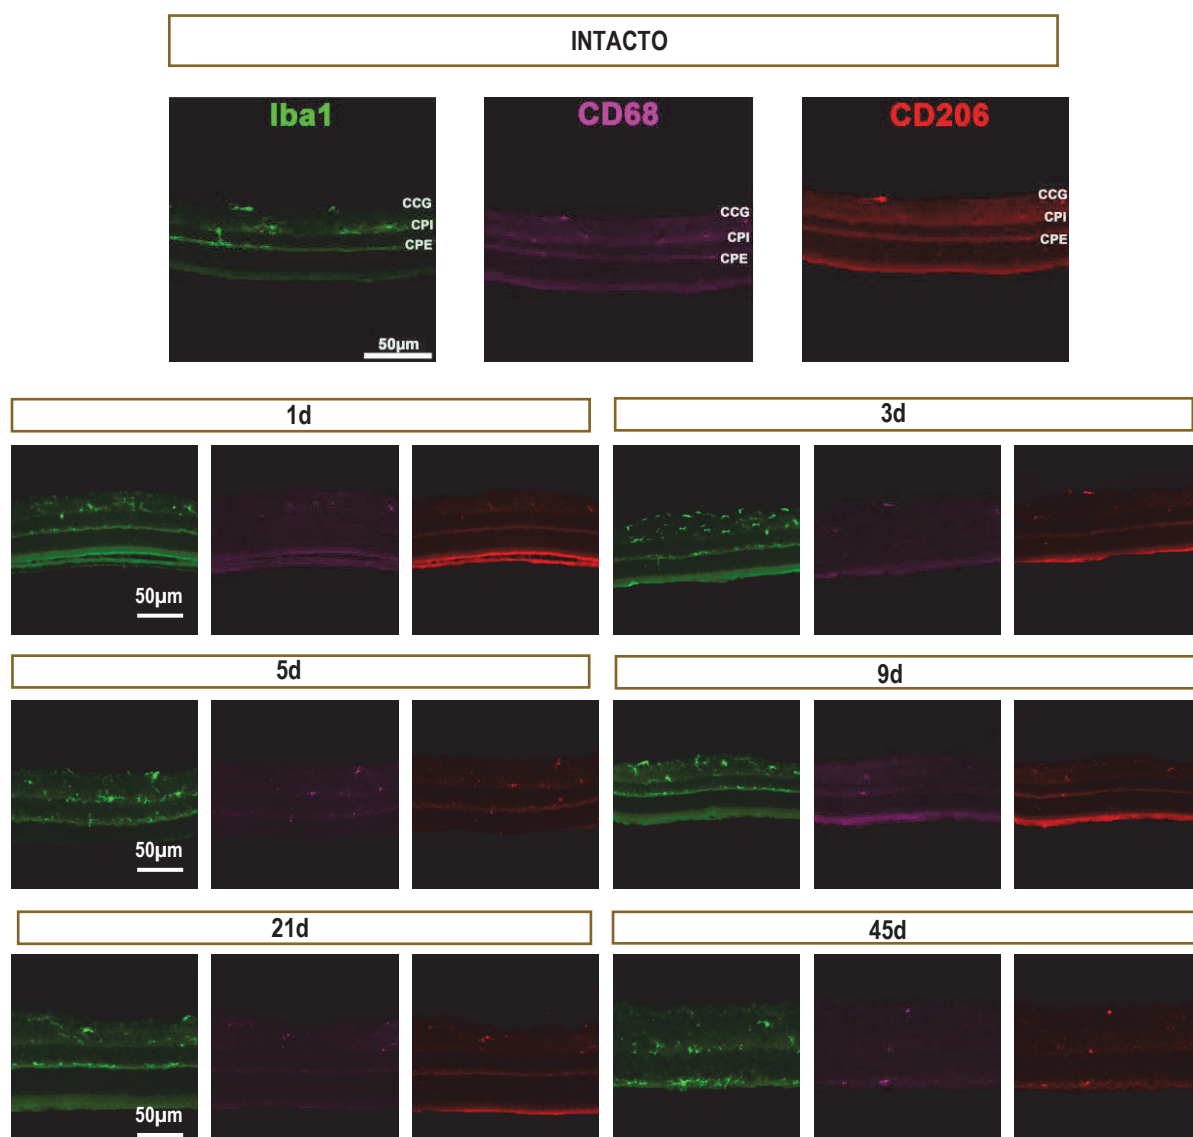 INTACTO
Iba1
CD68
CD206
CCG
CPI
CPE
50µm
CCG
CPI
CPE
CCG
CPI
CPE
1d
3d
50µm
5d
9d
50µm
21d
45d
50µm